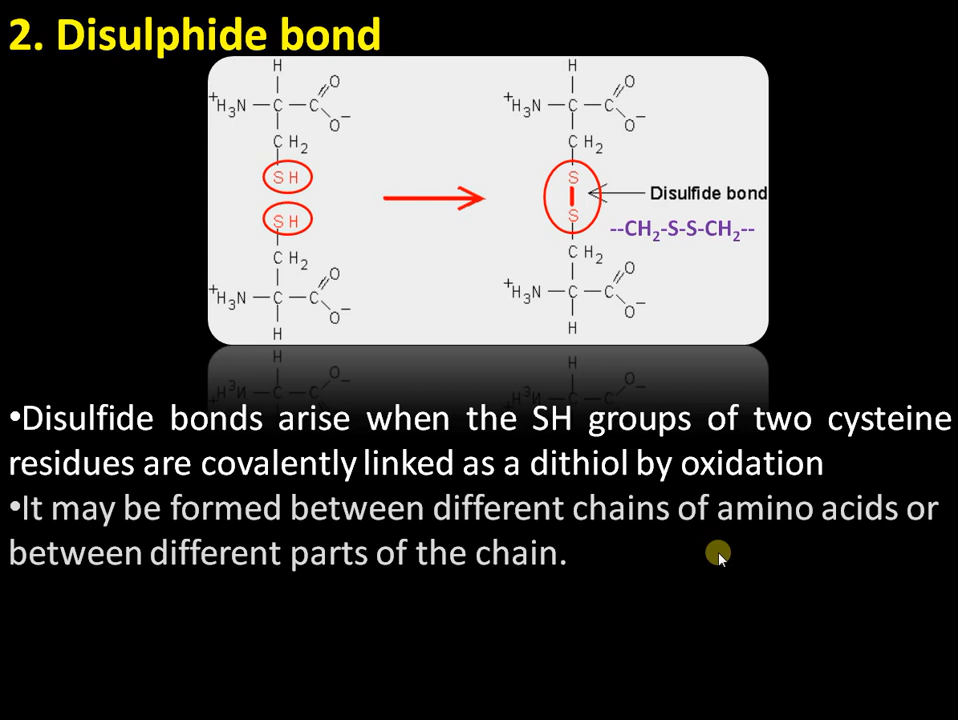 2. Disulphide bond
H H
+H3N—C—C O O− +H3N—C—C O O−
CH2 CH2
SH S
Disulfide bond
SH S
--CH2-S-S-CH2--
CH2 CH2
+H3N—C—C O O− +H3N—C—C O O−
H H
•Disulfide bonds arise when the SH groups of two cysteine
residues are covalently linked as a dithiol by oxidation
•It may be formed between different chains of amino acids or
between different parts of the chain.